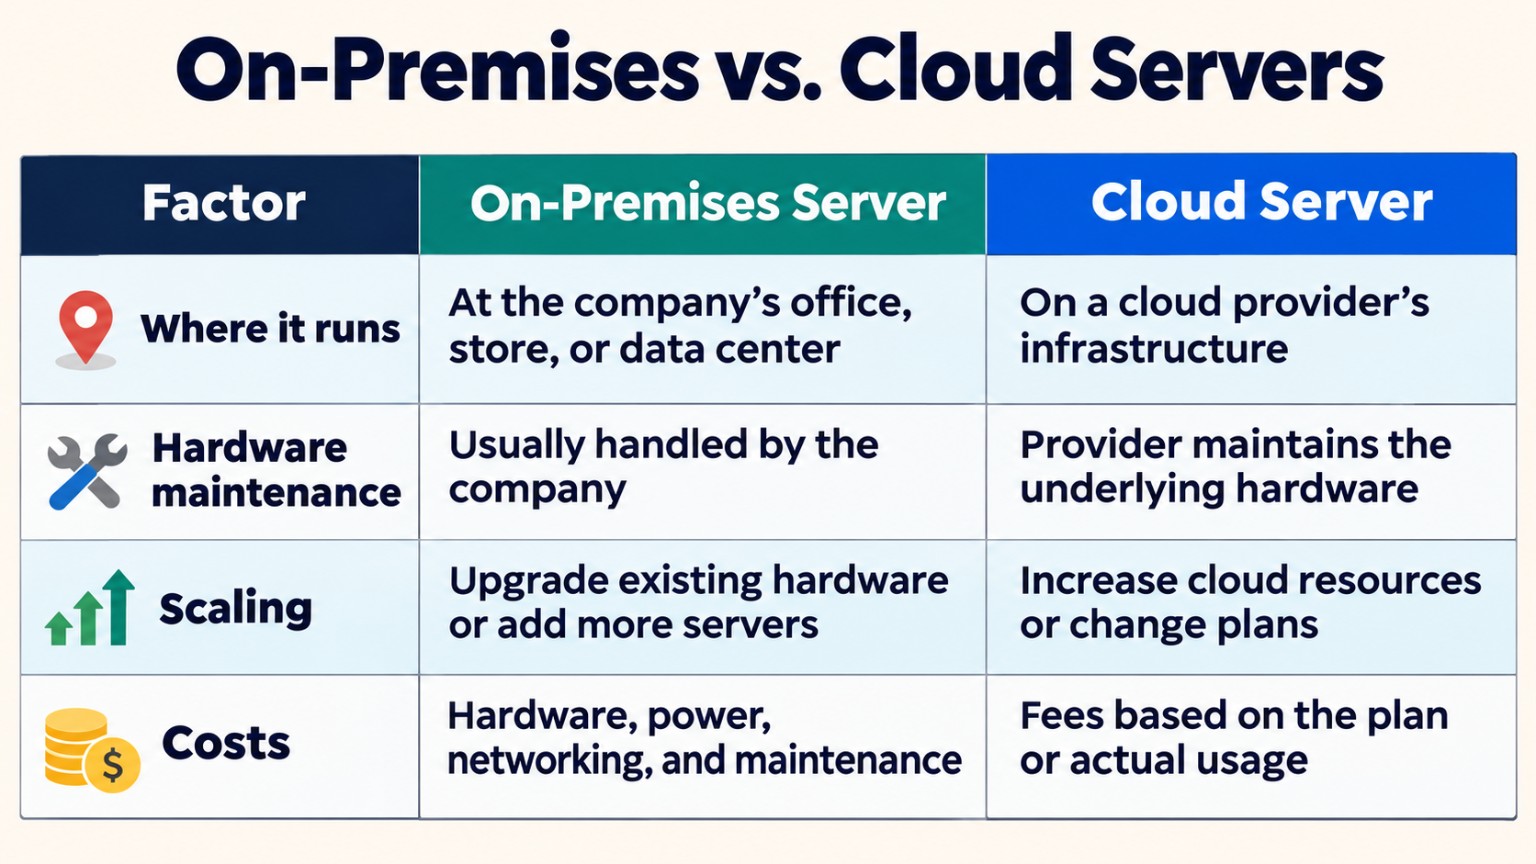 On-Premises vs. Cloud Servers
Factor
On-Premises Server
Cloud Server
Where it runs
At the company's office,
store, or data center
On a cloud provider's
infrastructure
Hardware
maintenance
Usually handled by the
company
Provider maintains the
underlying hardware
Scaling
Upgrade existing hardware
or add more servers
Increase cloud resources
or change plans
$
Costs
Hardware, power,
networking, and maintenance
Fees based on the plan
or actual usage